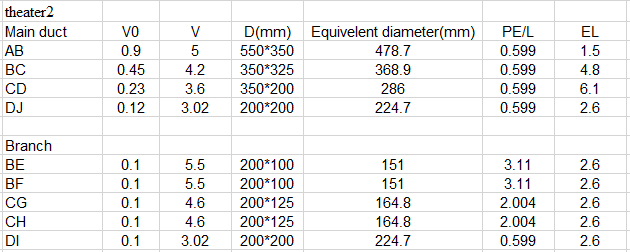 theater2
Main duct V0 V D(mm) Equivelent diameter(mm) PE/L EL
AB 0.9 5 550*350 478.7 0.599 1.5
BC 0.45 4.2 350*325 368.9 0.599 4.8
CD 0.23 3.6 350*200 286 0.599 6.1
DJ 0.12 3.02 200*200 224.7 0.599 2.6
Branch
BE 0.1 5.5 200*100 151 3.11 2.6
BF 0.1 5.5 200*100 151 3.11 2.6
CG 0.1 4.6 200*125 164.8 2.004 2.6
CH 0.1 4.6 200*125 164.8 2.004 2.6
DI 0.1 3.02 200*200 224.7 0.599 2.6